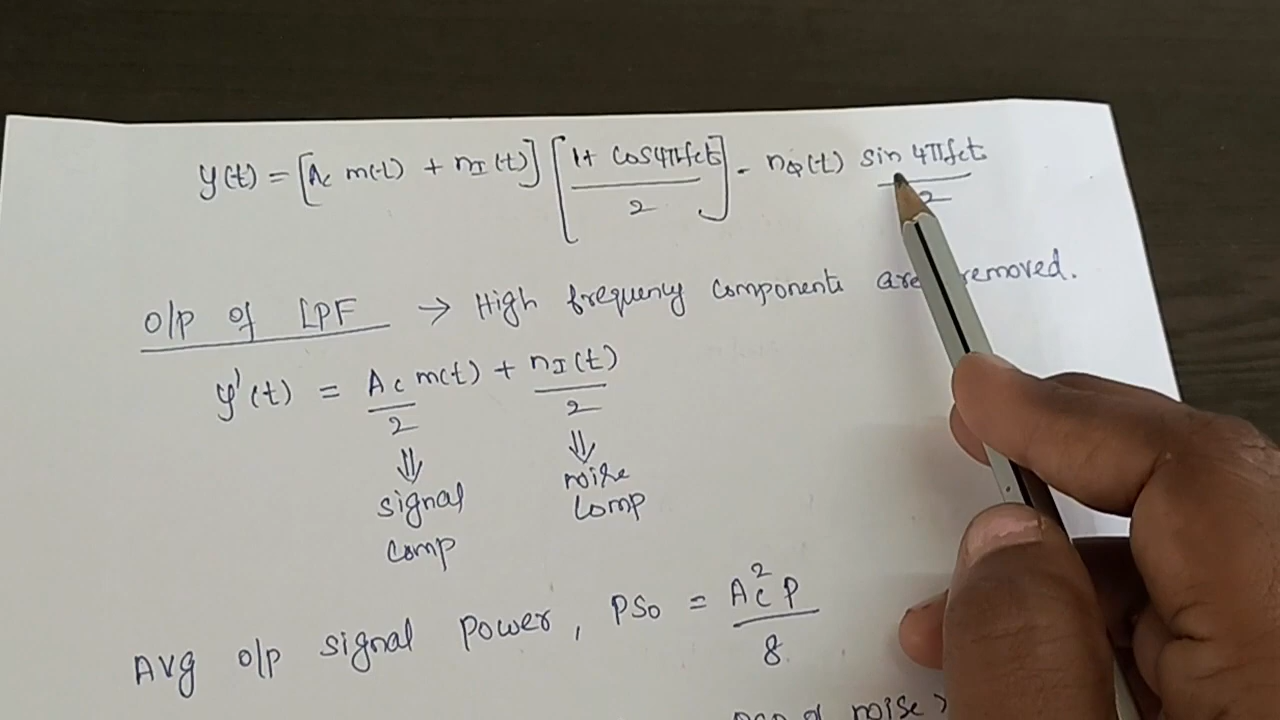 y(t) = [Ac m(t) + nI(t)] [1+ cos4πfct / 2] - nQ(t) sin 4πfct / 2
o/p of LPF → High frequency components are removed.
y'(t) = Ac/2 m(t) + nI(t)/2
⇓ ⇓
signal comp noise comp
Avg o/p signal power, PSo = Ac² P / 8
noise